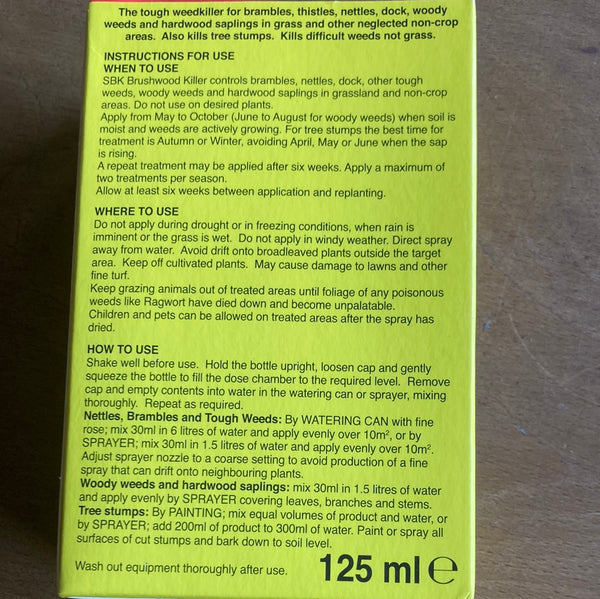 The tough weedkiller for brambles, thistles, nettles, dock, woody
weeds and hardwood saplings in grass and other neglected non-crop
areas. Also kills tree stumps. Kills difficult weeds not grass.
INSTRUCTIONS FOR USE
WHEN TO USE
SBK Brushwood Killer controls brambles, nettles, dock, other tough
weeds, woody weeds and hardwood saplings in grassland and non-crop
areas. Do not use on desired plants.
Apply from May to October (June to August for woody weeds) when soil is
moist and weeds are actively growing. For tree stumps the best time for
treatment is Autumn or Winter, avoiding April, May or June when the sap
is rising.
A repeat treatment may be applied after six weeks. Apply a maximum of
two treatments per season.
Allow at least six weeks between application and replanting.
WHERE TO USE
Do not apply during drought or in freezing conditions, when rain is
imminent or the grass is wet. Do not apply in windy weather. Direct spray
away from water. Avoid drift onto broadleaved plants outside the target
area. Keep off cultivated plants. May cause damage to lawns and other
fine turf.
Keep grazing animals out of treated areas until foliage of any poisonous
weeds like Ragwort have died down and become unpalatable.
Children and pets can be allowed on treated areas after the spray has
dried.
HOW TO USE
Shake well before use. Hold the bottle upright, loosen cap and gently
squeeze the bottle to fill the dose chamber to the required level. Remove
cap and empty contents into water in the watering can or sprayer, mixing
thoroughly. Repeat as required.
Nettles, Brambles and Tough Weeds: By WATERING CAN with fine
rose; mix 30ml in 6 litres of water and apply evenly over 10m², or by
SPRAYER; mix 30ml in 1.5 litres of water and apply evenly over 10m².
Adjust sprayer nozzle to a coarse setting to avoid production of a fine
spray that can drift onto neighbouring plants.
Woody weeds and hardwood saplings: mix 30ml in 1.5 litres of water
and apply evenly by SPRAYER covering leaves, branches and stems.
Tree stumps: By PAINTING; mix equal volumes of product and water, or
by SPRAYER; add 200ml of product to 300ml of water. Paint or spray all
surfaces of cut stumps and bark down to soil level.
Wash out equipment thoroughly after use. 125 ml ℮